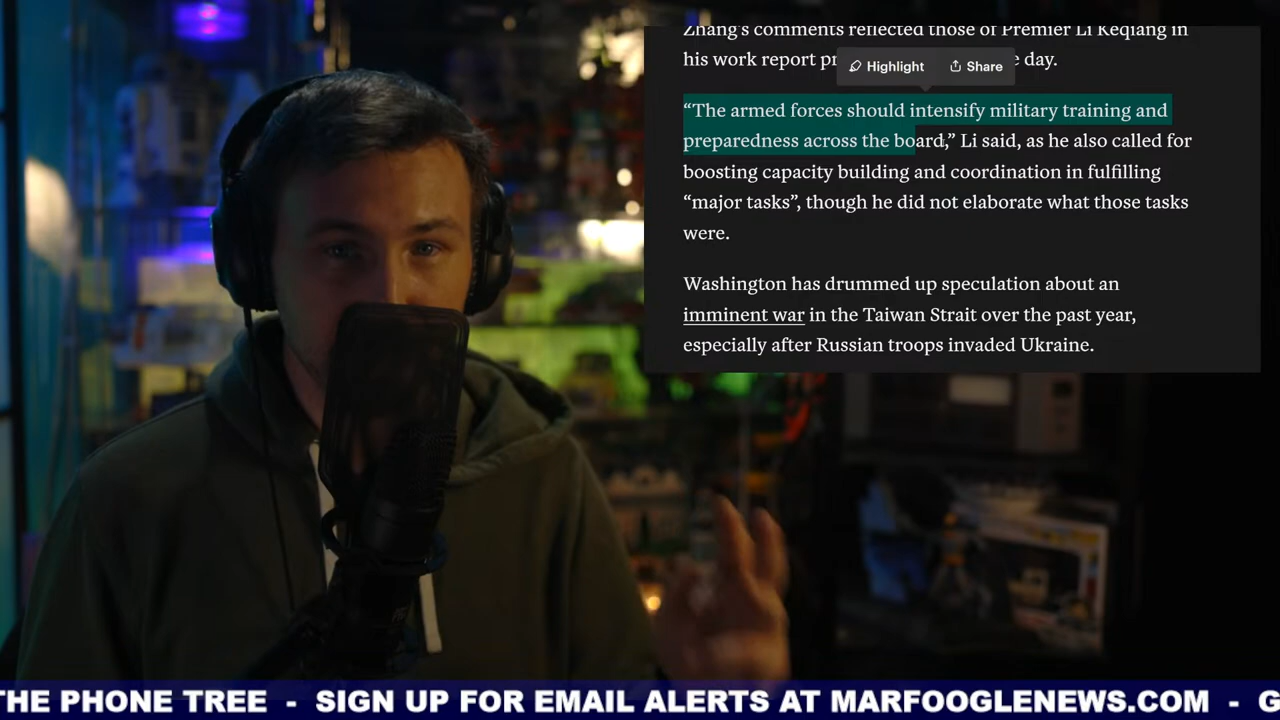 Zhang's comments reflected those of Premier Li Keqiang in
his work report pr
e day.
Highlight
Share
“The armed forces should intensify military training and
preparedness across the board,” Li said, as he also called for
boosting capacity building and coordination in fulfilling
“major tasks”, though he did not elaborate what those tasks
were.
Washington has drummed up speculation about an
imminent war in the Taiwan Strait over the past year,
especially after Russian troops invaded Ukraine.
THE PHONE TREE - SIGN UP FOR EMAIL ALERTS AT MARFOOGLENEWS.COM - G